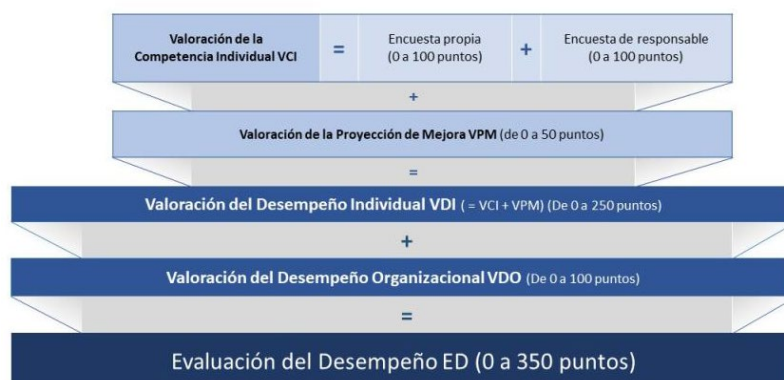 Valoración de la
Competencia Individual VCI
=
Encuesta propia
(0 a 100 puntos)
+
Encuesta de responsable
(0 a 100 puntos)
+
Valoración de la Proyección de Mejora VPM (de 0 a 50 puntos)
=
Valoración del Desempeño Individual VDI ( = VCI + VPM) (De 0 a 250 puntos)
+
Valoración del Desempeño Organizacional VDO (De 0 a 100 puntos)
=
Evaluación del Desempeño ED (0 a 350 puntos)